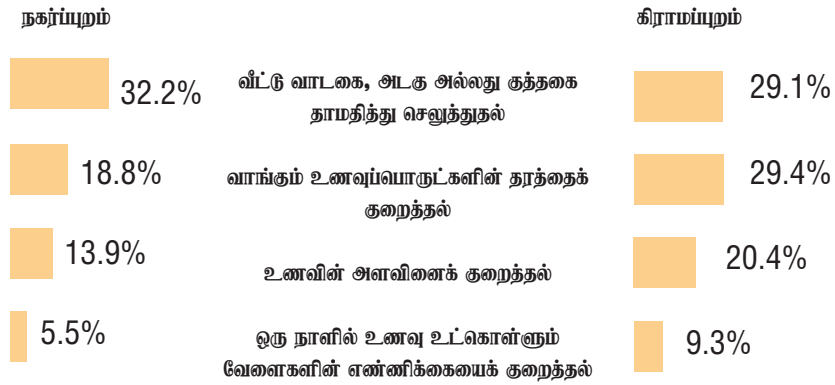 நகர்ப்புறம்
கிராமப்புறம்
32.2%
வீட்டு வாடகை, அடகு அல்லது குத்தகை
தாமதித்து செலுத்துதல்
29.1%
18.8%
வாங்கும் உணவுப்பொருட்களின் தரத்தைக்
குறைத்தல்
29.4%
13.9%
உணவின் அளவினைக் குறைத்தல்
20.4%
5.5%
ஒரு நாளில் உணவு உட்கொள்ளும்
வேளைகளின் எண்ணிக்கையைக் குறைத்தல்
9.3%